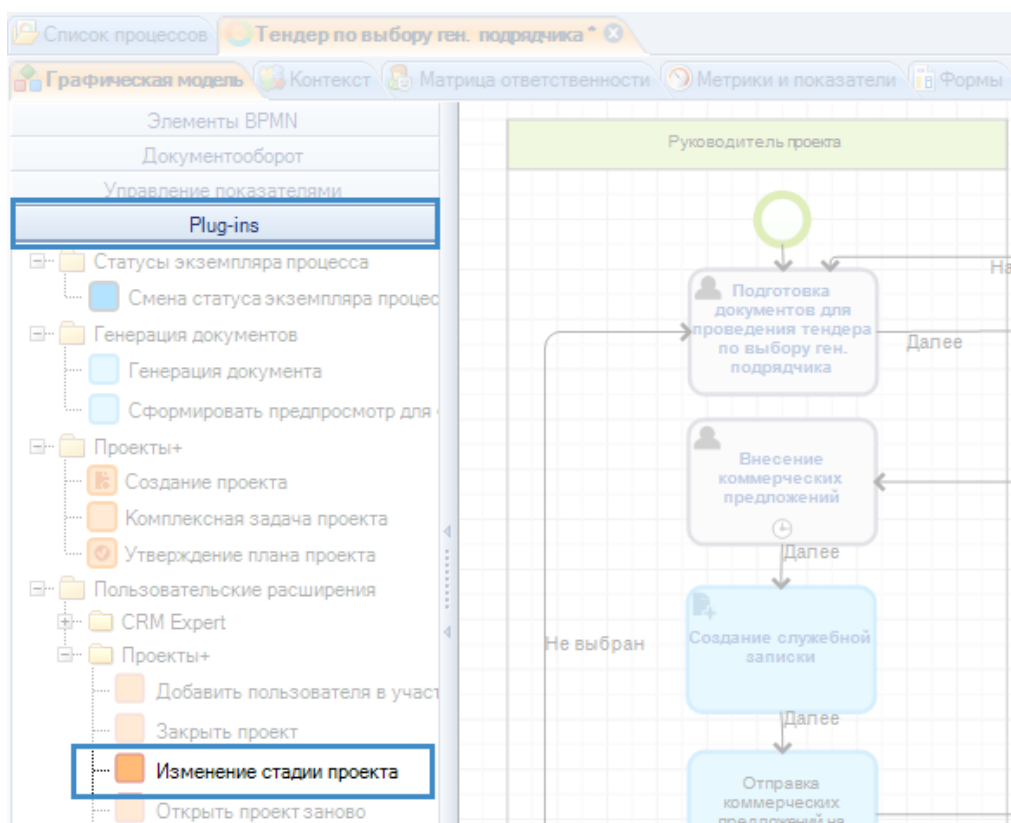 Список процессов
Тендер по выбору ген. подрядчика *
Графическая модель
Контекст
Матрица ответственности
Метрики и показатели
Формы
Элементы BPMN
Документооборот
Управление показателями
Plug-ins
Статусы экземпляра процесса
Смена статуса экземпляра процес
Генерация документов
Генерация документа
Сформировать предпросмотр для
Проекты+
Создание проекта
Комплексная задача проекта
Утверждение плана проекта
Пользовательские расширения
CRM Expert
Проекты+
Добавить пользователя в участ
Закрыть проект
Изменение стадии проекта
Открыть проект заново
Руководитель проекта
На
Подготовка
документов для
проведения тендера
по выбору ген.
подрядчика
Далее
Внесение
коммерческих
предложений
Далее
Не выбран
Создание служебной
записки
Далее
Отправка
коммерческих
предложений на